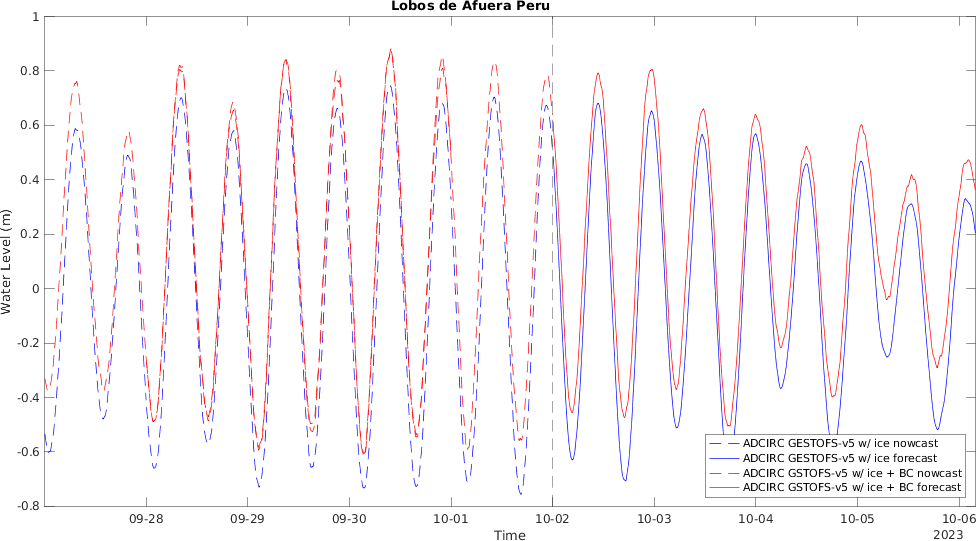 Lobos de Afuera Peru
1
0.8
0.6
0.4
0.2
0
-0.2
-0.4
-0.6
-0.8
Water Level (m)
ADCIRC GESTOFS-v5 w/ ice nowcast
ADCIRC GESTOFS-v5 w/ ice forecast
ADCIRC GSTOFS-v5 w/ ice + BC nowcast
ADCIRC GSTOFS-v5 w/ ice + BC forecast
09-28 09-29 09-30 10-01 10-02 10-03 10-04 10-05 10-06
Time 2023